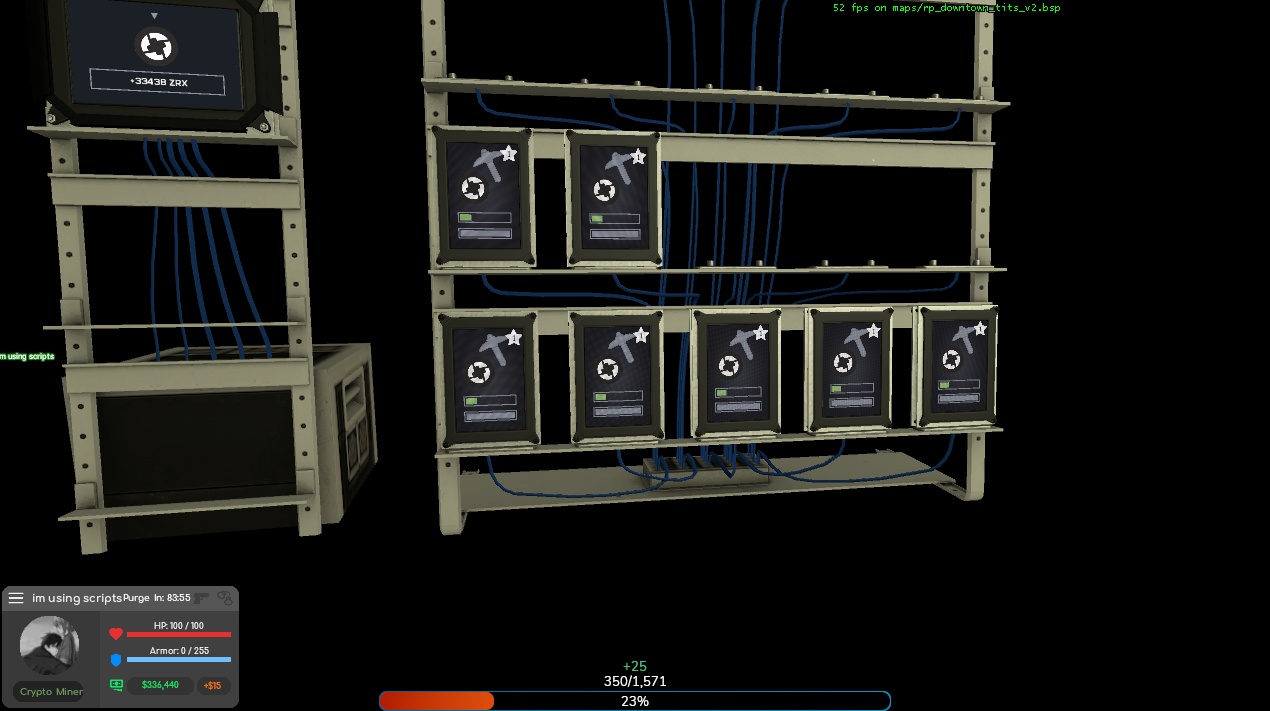 52 fps on maps/rp_downtown_tits_v2.bsp
+33438 ZRX
m using scripts
im using scripts Purge In: 83:55
HP: 100 / 100
Armor: 0 / 255
Crypto Miner
$336,440
+$15
+25
350/1,571
23%